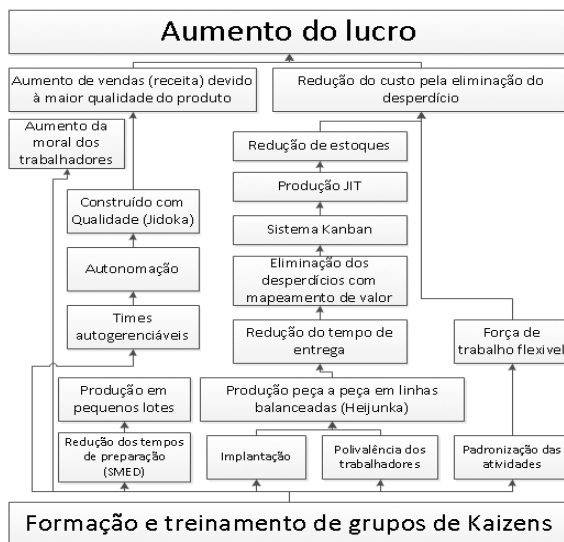 Aumento do lucro
Aumento de vendas (receita) devido
à maior qualidade do produto
Redução do custo pela eliminação do
desperdício
Aumento da
moral dos
trabalhadores
Redução de estoques
Produção JIT
Construído com
Qualidade (Jidoka)
Sistema Kanban
Autonomação
Eliminação dos
desperdícios com
mapeamento de valor
Times
autogerenciáveis
Redução do tempo de
entrega
Força de
trabalho flexivel
Produção em
pequenos lotes
Produção peça a peça em linhas
balanceadas (Heijunka)
Redução dos tempos
de preparação
(SMED)
Implantação
Polivalência dos
trabalhadores
Padronização das
atividades
Formação e treinamento de grupos de Kaizens